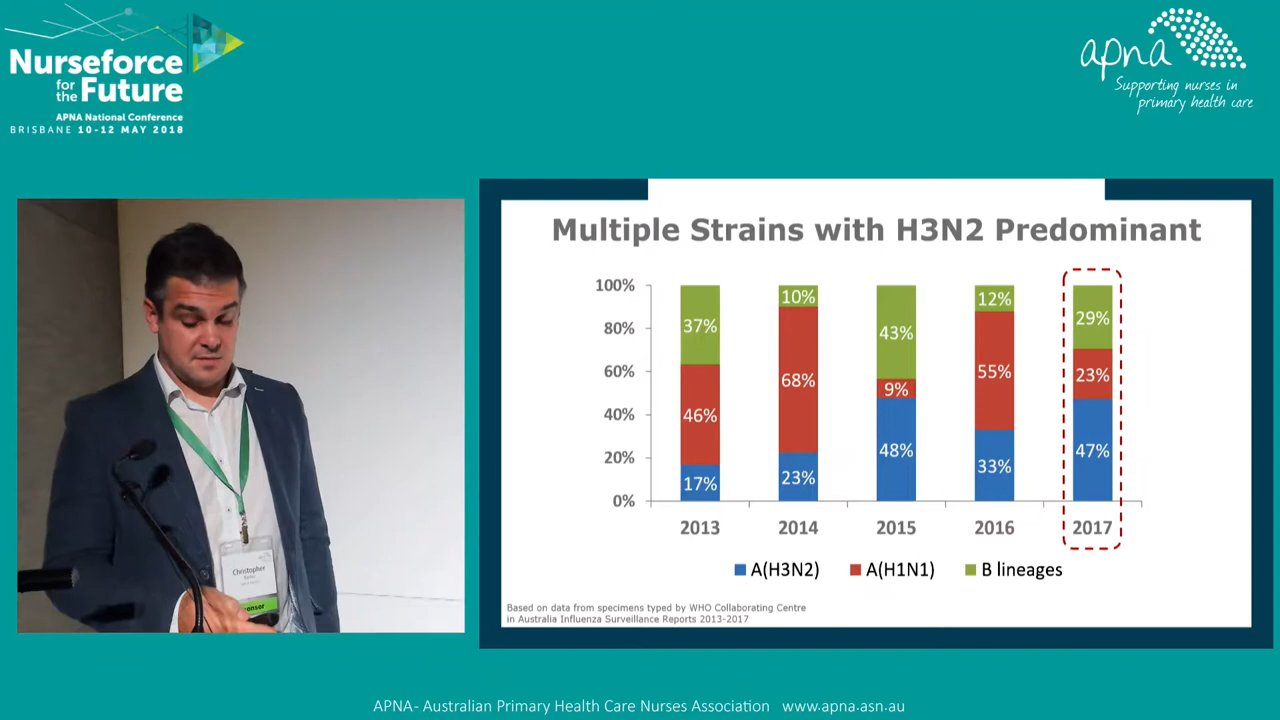 Nurseforce
for the
Future
APNA National Conference
BRISBANE 10-12 MAY 2018
apna
Supporting nurses in
primary health care
Multiple Strains with H3N2 Predominant
100%
80%
60%
40%
20%
0%
37%
46%
17%
10%
68%
23%
43%
9%
48%
12%
55%
33%
29%
23%
47%
2013 2014 2015 2016 2017
A(H3N2) A(H1N1) B lineages
Based on data from specimens typed by WHO Collaborating Centre
in Australia Influenza Surveillance Reports 2013-2017
Christopher
APNA- Australian Primary Health Care Nurses Association www.apna.asn.au